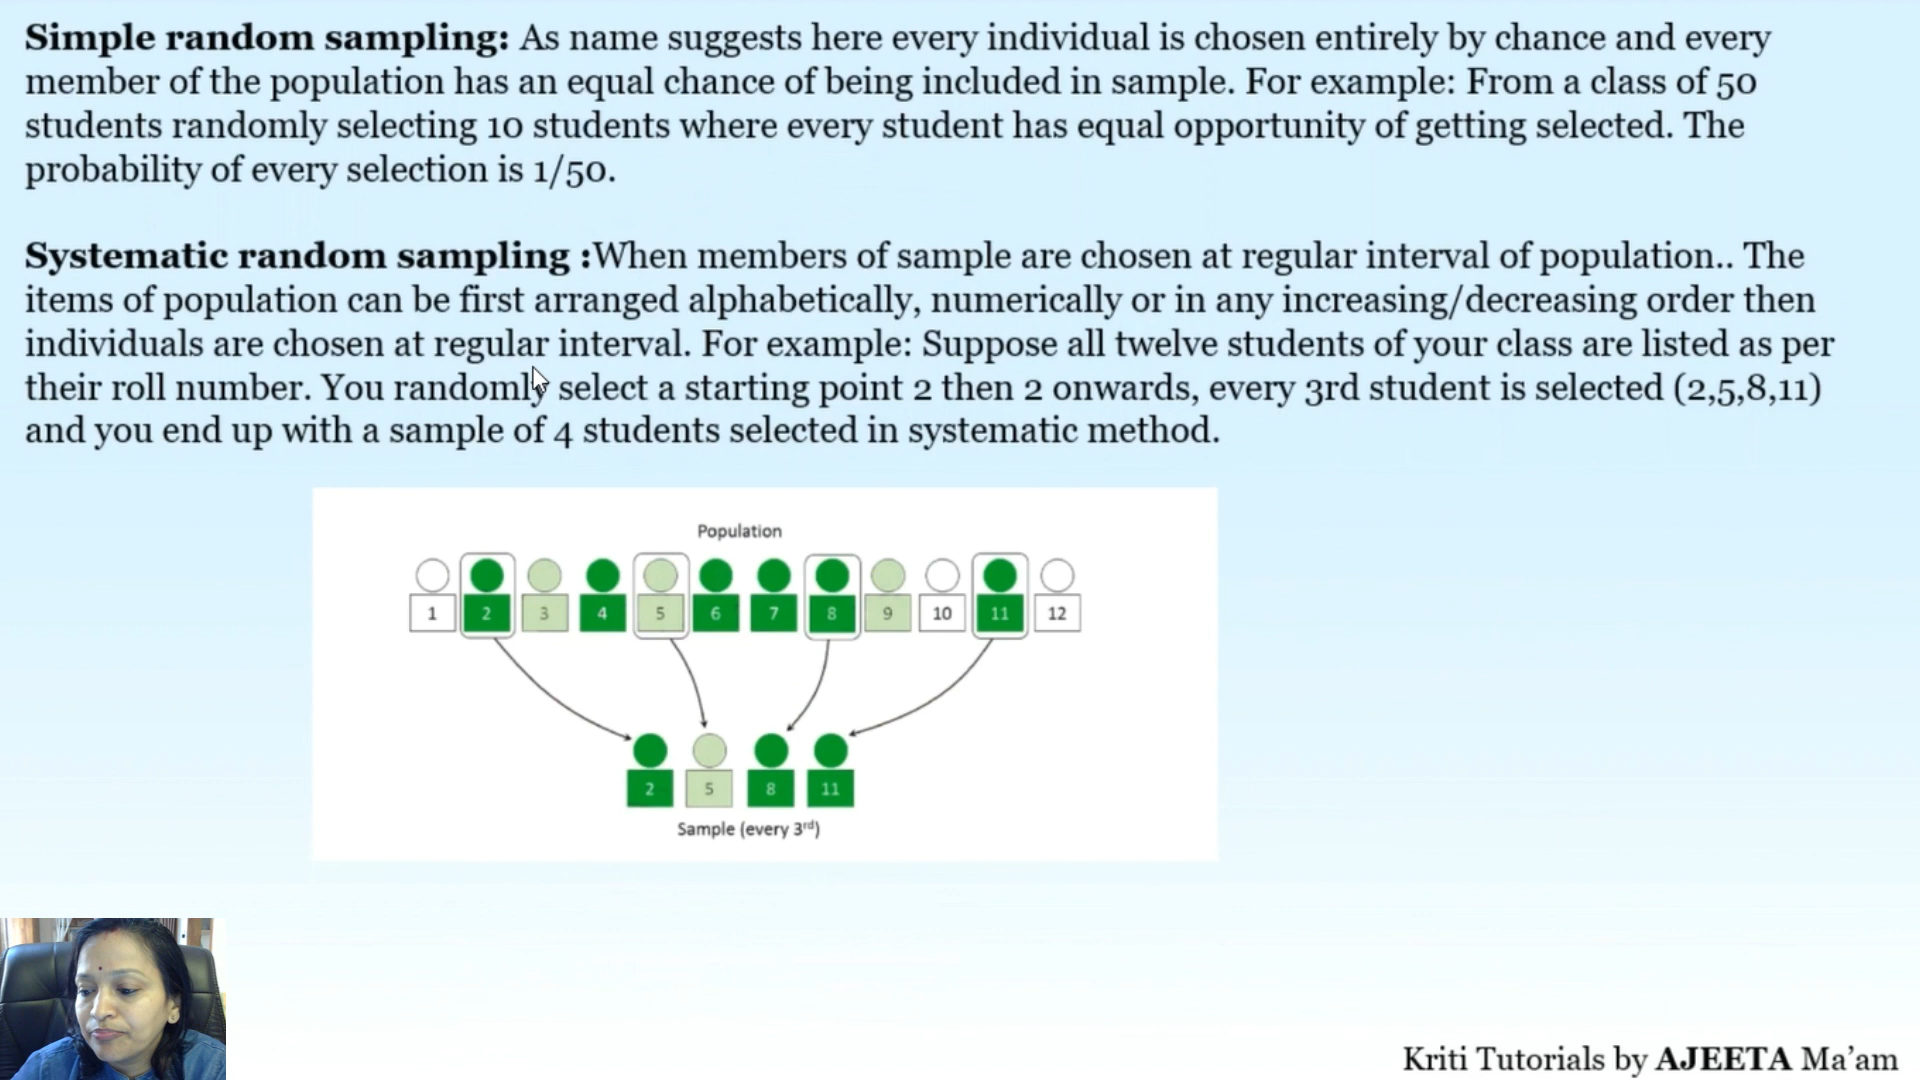 Simple random sampling: As name suggests here every individual is chosen entirely by chance and every
member of the population has an equal chance of being included in sample. For example: From a class of 50
students randomly selecting 10 students where every student has equal opportunity of getting selected. The
probability of every selection is 1/50.
Systematic random sampling :When members of sample are chosen at regular interval of population.. The
items of population can be first arranged alphabetically, numerically or in any increasing/decreasing order then
individuals are chosen at regular interval. For example: Suppose all twelve students of your class are listed as per
their roll number. You randomly select a starting point 2 then 2 onwards, every 3rd student is selected (2,5,8,11)
and you end up with a sample of 4 students selected in systematic method.
Population
1 2 3 4 5 6 7 8 9 10 11 12
2 5 8 11
Sample (every 3rd)
Kriti Tutorials by AJEETA Ma'am